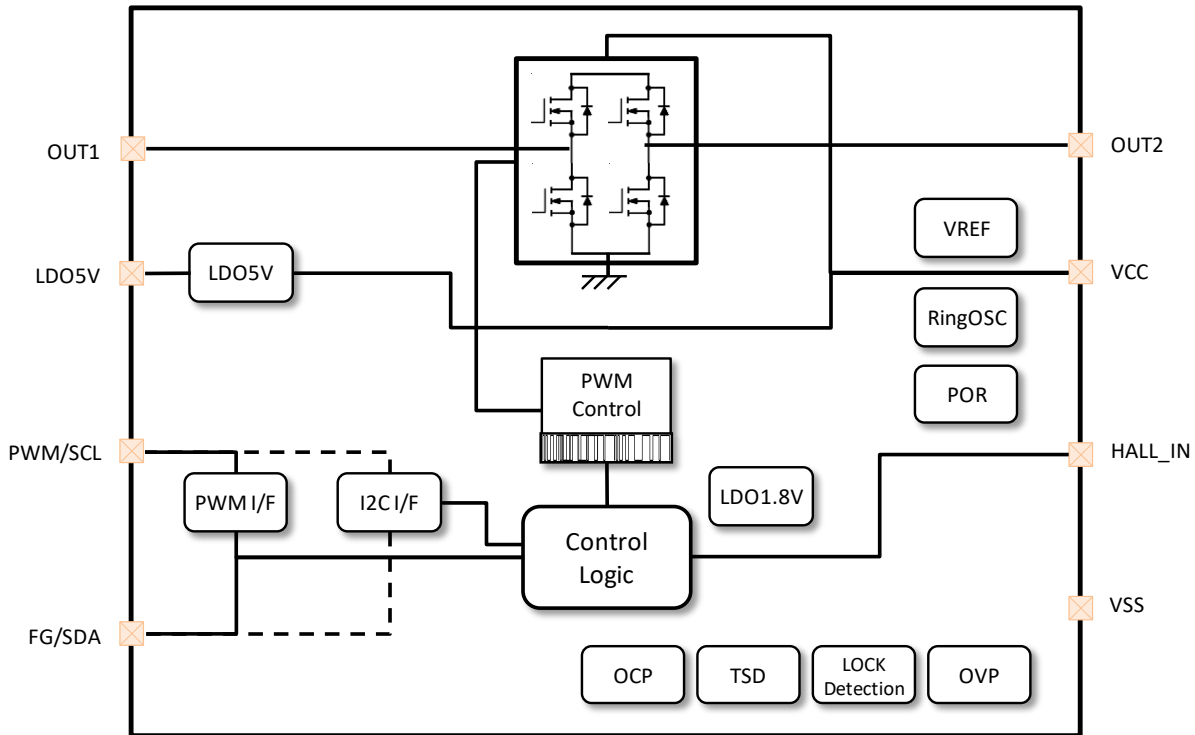 OUT1
OUT2
VREF
LDO5V
LDO5V
VCC
RingOSC
PWM
Control
POR
PWM/SCL
HALL_IN
PWM I/F
I2C I/F
LDO1.8V
Control
Logic
VSS
FG/SDA
OCP
TSD
LOCK
Detection
OVP